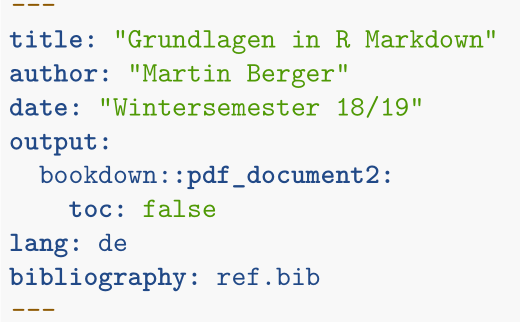 ---
title: "Grundlagen in R Markdown"
author: "Martin Berger"
date: "Wintersemester 18/19"
output:
  bookdown::pdf_document2:
    toc: false
lang: de
bibliography: ref.bib
---